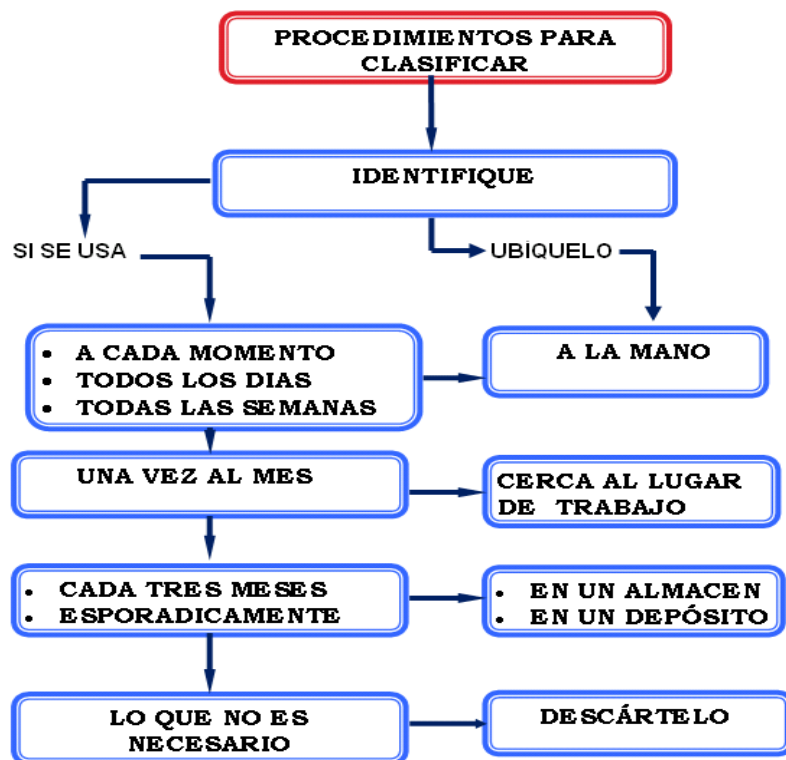 PROCEDIMIENTOS PARA
CLASIFICAR
IDENTIFIQUE
SI SE USA
UBÍQUELO
• A CADA MOMENTO
• TODOS LOS DIAS
• TODAS LAS SEMANAS
A LA MANO
UNA VEZ AL MES
CERCA AL LUGAR
DE TRABAJO
• CADA TRES MESES
• ESPORADICAMENTE
• EN UN ALMACEN
• EN UN DEPÓSITO
LO QUE NO ES
NECESARIO
DESCÁRTELO